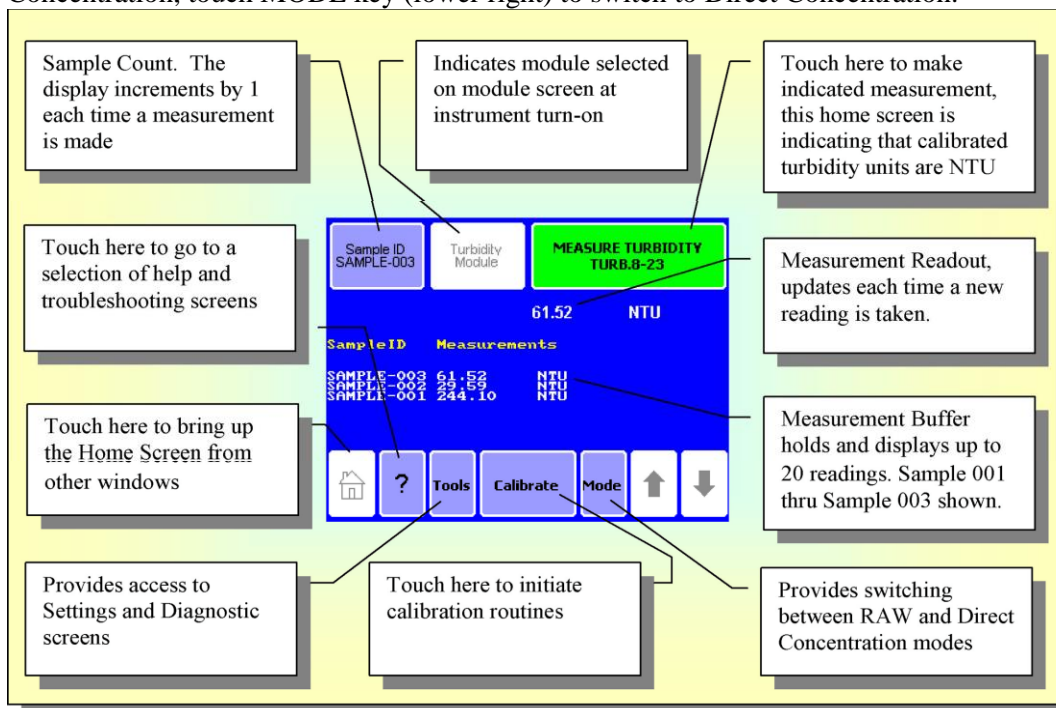 Concentration, touch MODE key (lower right) to switch to Direct Concentration.
Sample Count.  The
display increments by 1
each time a measurement
is made
Indicates module selected
on module screen at
instrument turn-on
Touch here to make
indicated measurement,
this home screen is
indicating that calibrated
turbidity units are NTU
Touch here to go to a
selection of help and
troubleshooting screens
Sample ID
SAMPLE-003
Turbidity
Module
MEASURE TURBIDITY
TURB.8-23
61.52 NTU
SampleID Measurements
SAMPLE-003 61.52 NTU
SAMPLE-002 29.59 NTU
SAMPLE-001 244.10 NTU
Measurement Readout,
updates each time a new
reading is taken.
Touch here to bring up
the Home Screen from
other windows
Measurement Buffer
holds and displays up to
20 readings. Sample 001
thru Sample 003 shown.
? Tools Calibrate Mode
Provides access to
Settings and Diagnostic
screens
Touch here to initiate
calibration routines
Provides switching
between RAW and Direct
Concentration modes